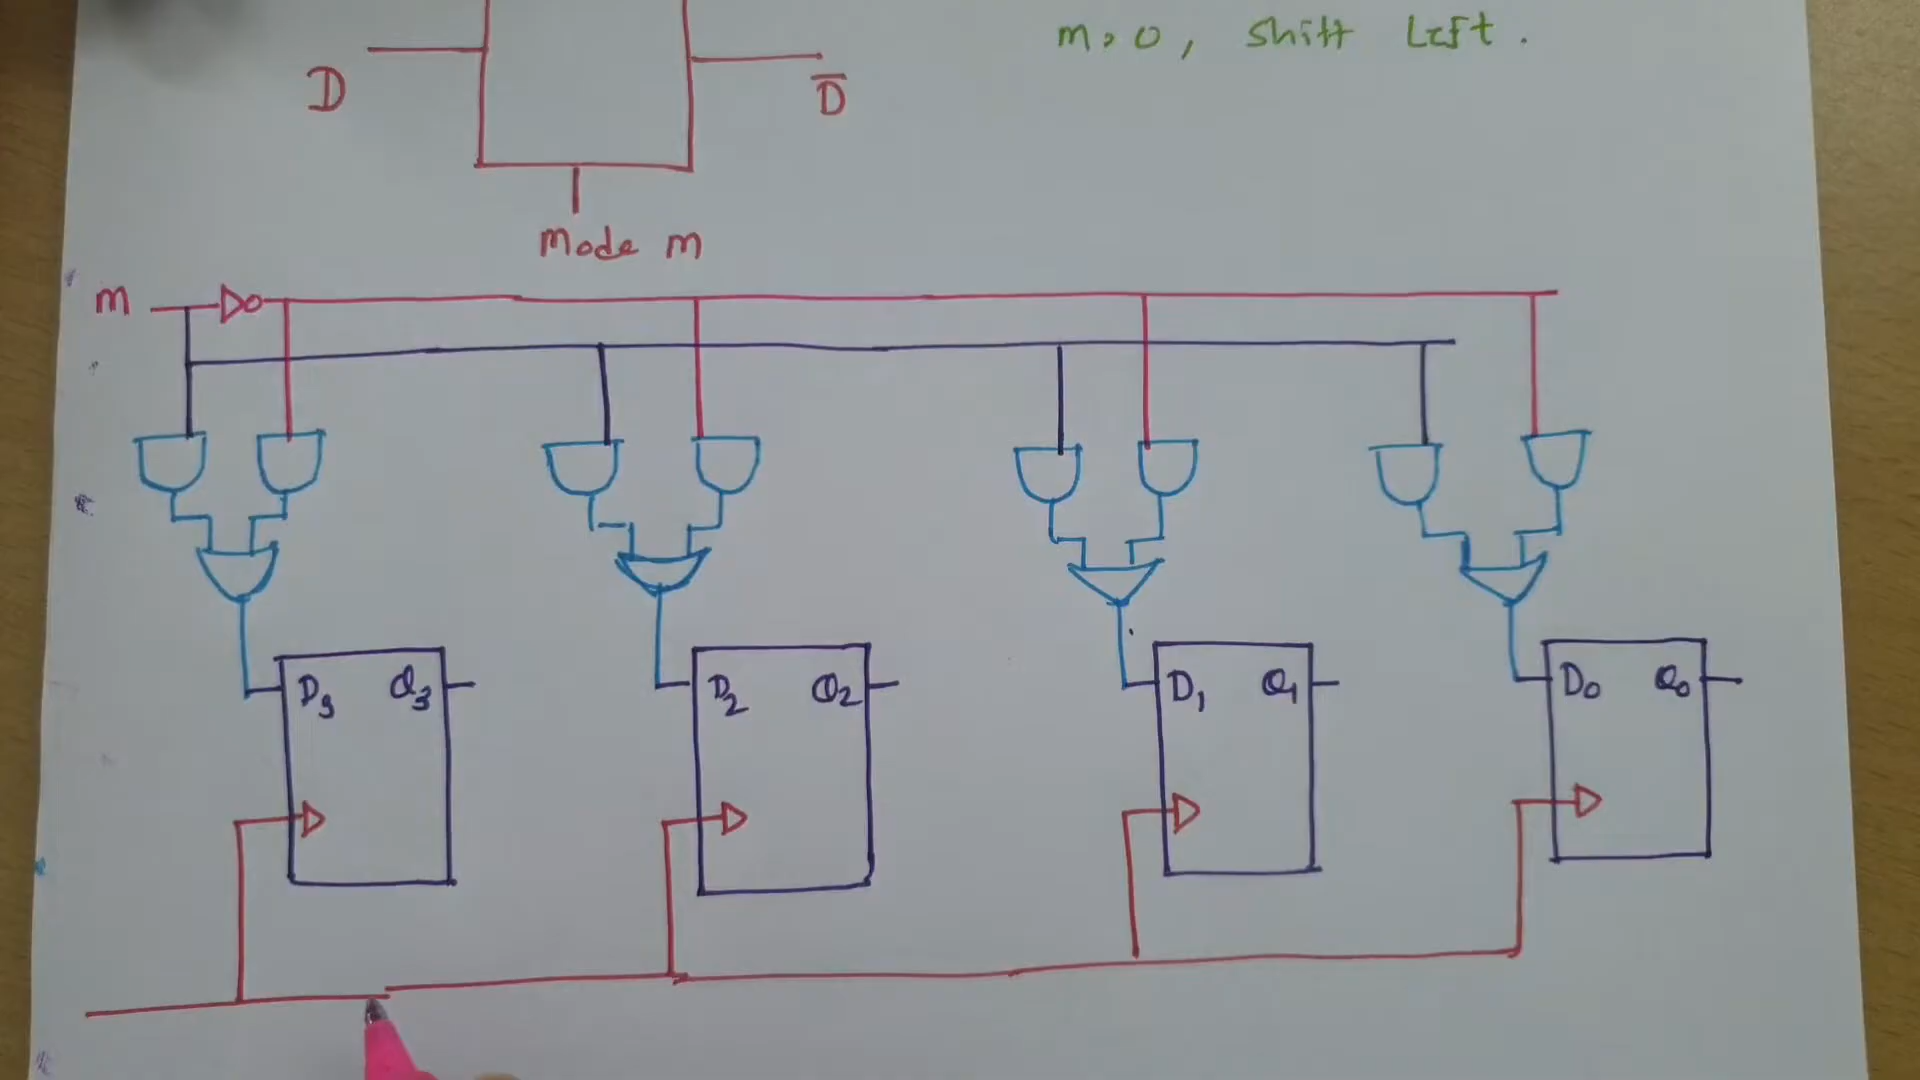 m>0, Shift Left.
D
D̅
Mode m
m
D3 Q3 D2 Q2 D1 Q1 D0 Q0